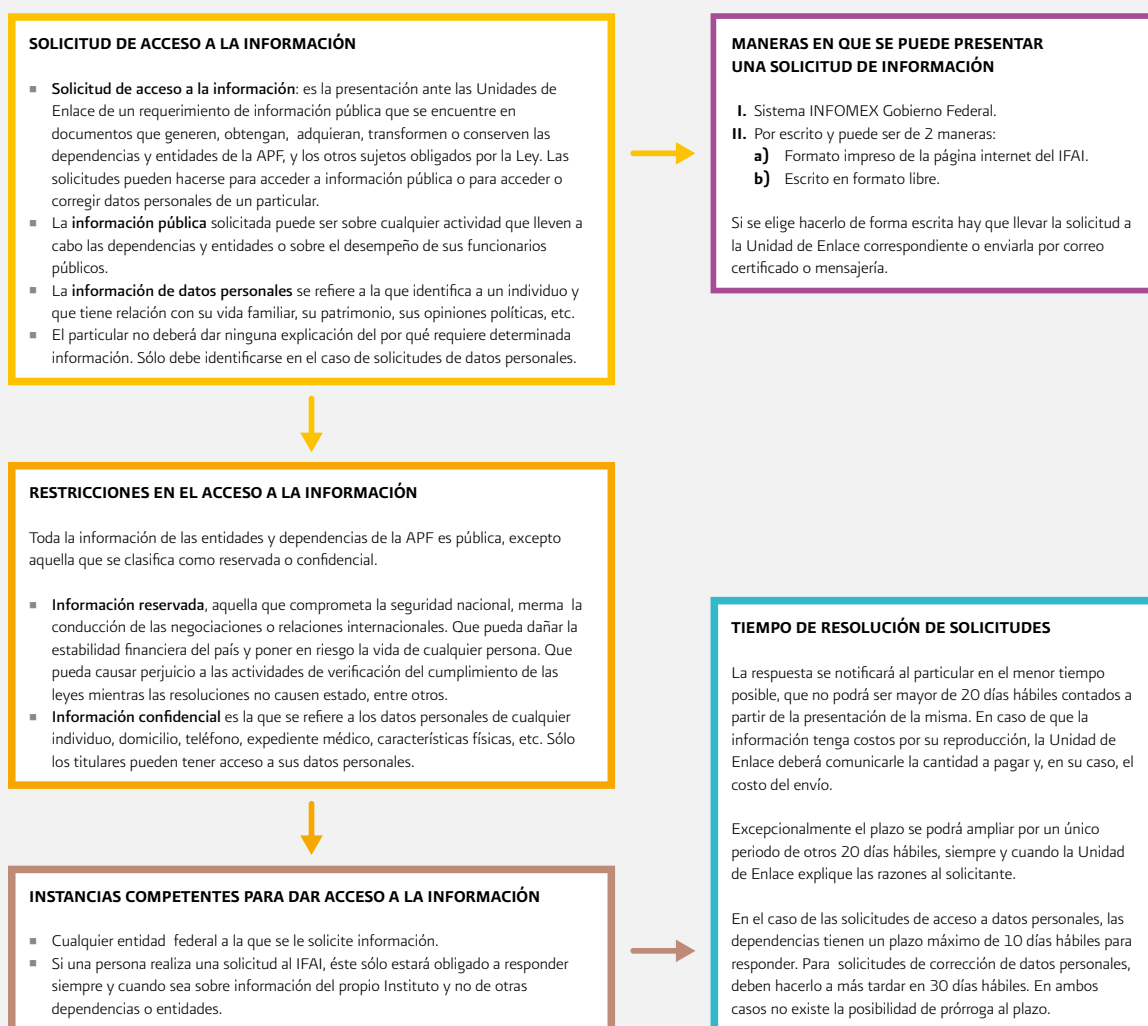 SOLICITUD DE ACCESO A LA INFORMACIÓN
■ Solicitud de acceso a la información: es la presentación ante las Unidades de
Enlace de un requerimiento de información pública que se encuentre en
documentos que generen, obtengan, adquieran, transformen o conserven las
dependencias y entidades de la APF, y los otros sujetos obligados por la Ley. Las
solicitudes pueden hacerse para acceder a información pública o para acceder o
corregir datos personales de un particular.
■ La información pública solicitada puede ser sobre cualquier actividad que lleven a
cabo las dependencias y entidades o sobre el desempeño de sus funcionarios
públicos.
■ La información de datos personales se refiere a la que identifica a un individuo y
que tiene relación con su vida familiar, su patrimonio, sus opiniones políticas, etc.
■ El particular no deberá dar ninguna explicación del por qué requiere determinada
información. Sólo debe identificarse en el caso de solicitudes de datos personales.
MANERAS EN QUE SE PUEDE PRESENTAR
UNA SOLICITUD DE INFORMACIÓN
I. Sistema INFOMEX Gobierno Federal.
II. Por escrito y puede ser de 2 maneras:
a) Formato impreso de la página internet del IFAI.
b) Escrito en formato libre.
Si se elige hacerlo de forma escrita hay que llevar la solicitud a
la Unidad de Enlace correspondiente o enviarla por correo
certificado o mensajería.
RESTRICCIONES EN EL ACCESO A LA INFORMACIÓN
Toda la información de las entidades y dependencias de la APF es pública, excepto
aquella que se clasifica como reservada o confidencial.
■ Información reservada, aquella que comprometa la seguridad nacional, merma la
conducción de las negociaciones o relaciones internacionales. Que pueda dañar la
estabilidad financiera del país y poner en riesgo la vida de cualquier persona. Que
pueda causar perjuicio a las actividades de verificación del cumplimiento de las
leyes mientras las resoluciones no causen estado, entre otros.
■ Información confidencial es la que se refiere a los datos personales de cualquier
individuo, domicilio, teléfono, expediente médico, características físicas, etc. Sólo
los titulares pueden tener acceso a sus datos personales.
INSTANCIAS COMPETENTES PARA DAR ACCESO A LA INFORMACIÓN
■ Cualquier entidad federal a la que se le solicite información.
■ Si una persona realiza una solicitud al IFAI, éste sólo estará obligado a responder
siempre y cuando sea sobre información del propio Instituto y no de otras
dependencias o entidades.
TIEMPO DE RESOLUCIÓN DE SOLICITUDES
La respuesta se notificará al particular en el menor tiempo
posible, que no podrá ser mayor de 20 días hábiles contados a
partir de la presentación de la misma. En caso de que la
información tenga costos por su reproducción, la Unidad de
Enlace deberá comunicarle la cantidad a pagar y, en su caso, el
costo del envío.
Excepcionalmente el plazo se podrá ampliar por un único
periodo de otros 20 días hábiles, siempre y cuando la Unidad
de Enlace explique las razones al solicitante.
En el caso de las solicitudes de acceso a datos personales, las
dependencias tienen un plazo máximo de 10 días hábiles para
responder. Para solicitudes de corrección de datos personales,
deben hacerlo a más tardar en 30 días hábiles. En ambos
casos no existe la posibilidad de prórroga al plazo.